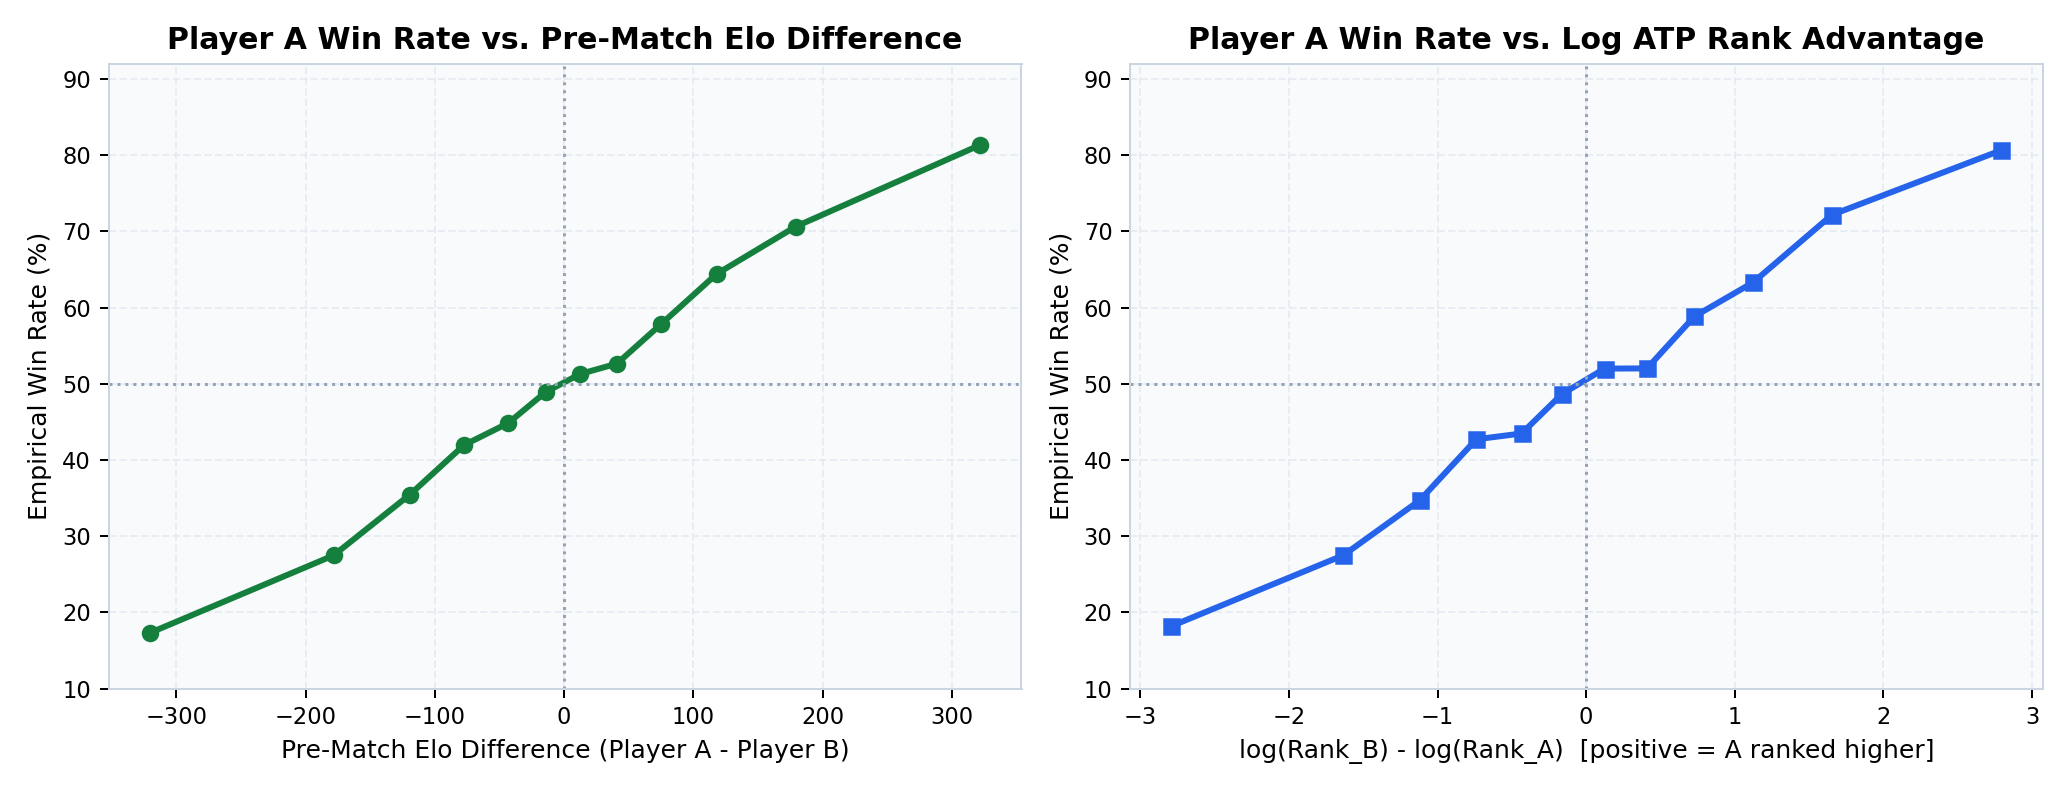 Player A Win Rate vs. Pre-Match Elo Difference
Empirical Win Rate (%)
90
80
70
60
50
40
30
20
10
−300 −200 −100 0 100 200 300
Pre-Match Elo Difference (Player A - Player B)
Player A Win Rate vs. Log ATP Rank Advantage
Empirical Win Rate (%)
90
80
70
60
50
40
30
20
10
−3 −2 −1 0 1 2 3
log(Rank_B) - log(Rank_A)  [positive = A ranked higher]